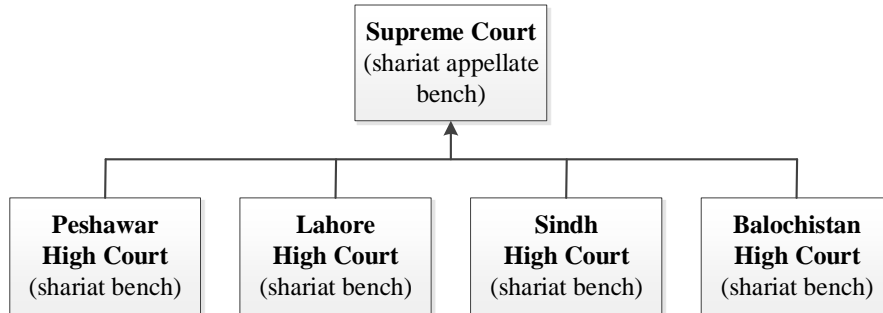 Supreme Court
(shariat appellate
bench)
Peshawar
High Court
(shariat bench)
Lahore
High Court
(shariat bench)
Sindh
High Court
(shariat bench)
Balochistan
High Court
(shariat bench)